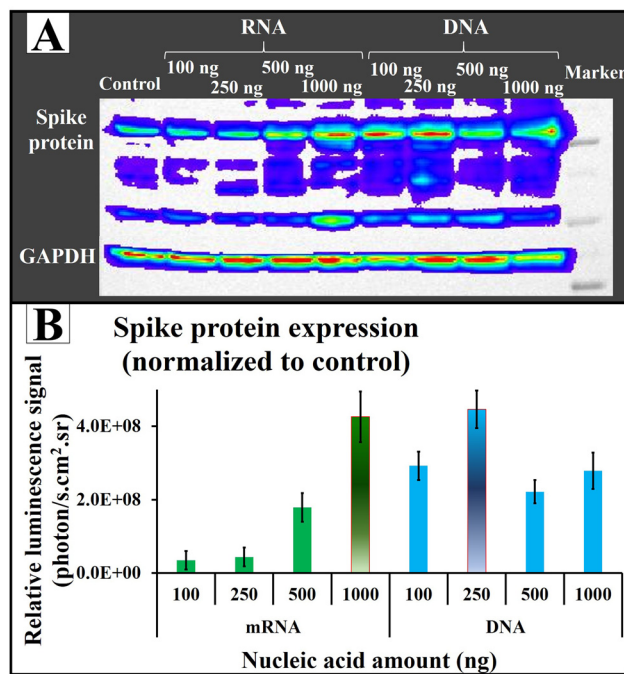 A
RNA
DNA
Control
100 ng
250 ng
500 ng
1000 ng
100 ng
250 ng
500 ng
1000 ng
Marker
Spike
protein
GAPDH
B
Spike protein expression
(normalized to control)
Relative luminescence signal
(photon/s.cm².sr)
4.0E+08
2.0E+08
0.0E+00
100 250 500 1000 100 250 500 1000
mRNA DNA
Nucleic acid amount (ng)